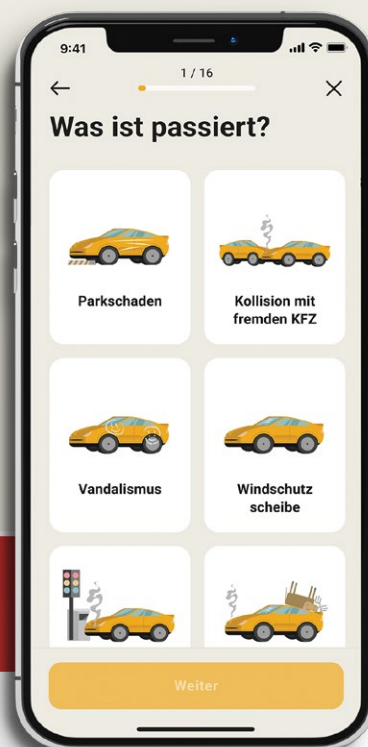 9:41
1 / 16
Was ist passiert?
Parkschaden
Kollision mit
fremden KFZ
Vandalismus
Windschutz
scheibe
Weiter